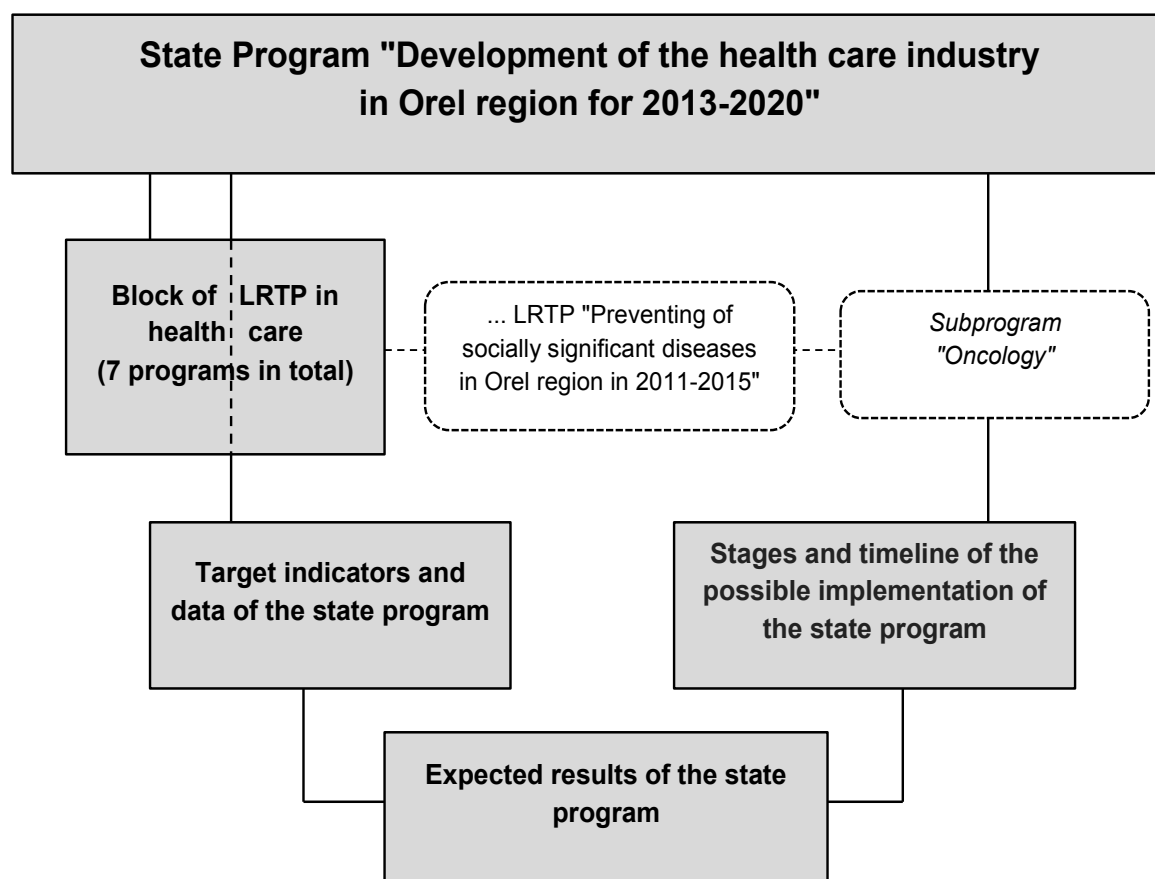 State Program "Development of the health care industry
in Orel region for 2013-2020"
Block of LRTP in
health care
(7 programs in total)
... LRTP "Preventing of
socially significant diseases
in Orel region in 2011-2015"
Subprogram
"Oncology"
Target indicators and
data of the state program
Stages and timeline of the
possible implementation of
the state program
Expected results of the state
program